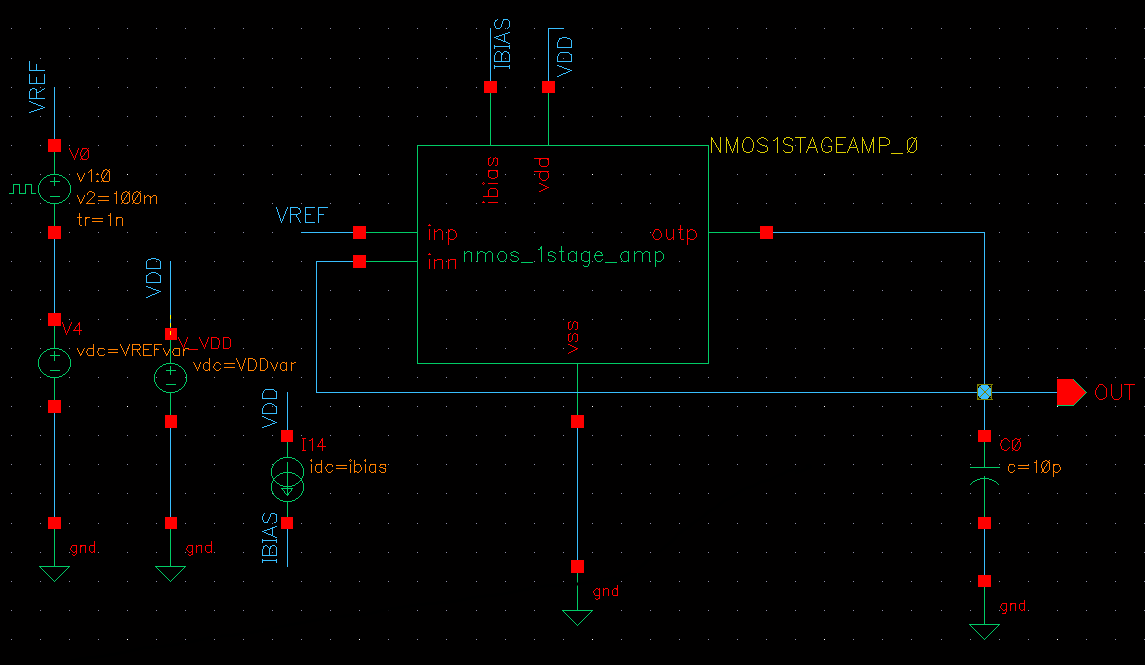 IBIAS
VDD
VREF
NMOS1STAGEAMP_0
V0
v1:0
v2=100m
tr=1n
ibias
vdd
VREF
inp
outp
inn
nmos_1stage_amp
VDD
vss
V4
vdc=VREFvar
V_VDD
vdc=VDDvar
VDD
OUT
I14
idc=ibias
C0
c=10p
IBIAS
gnd
gnd
gnd
gnd